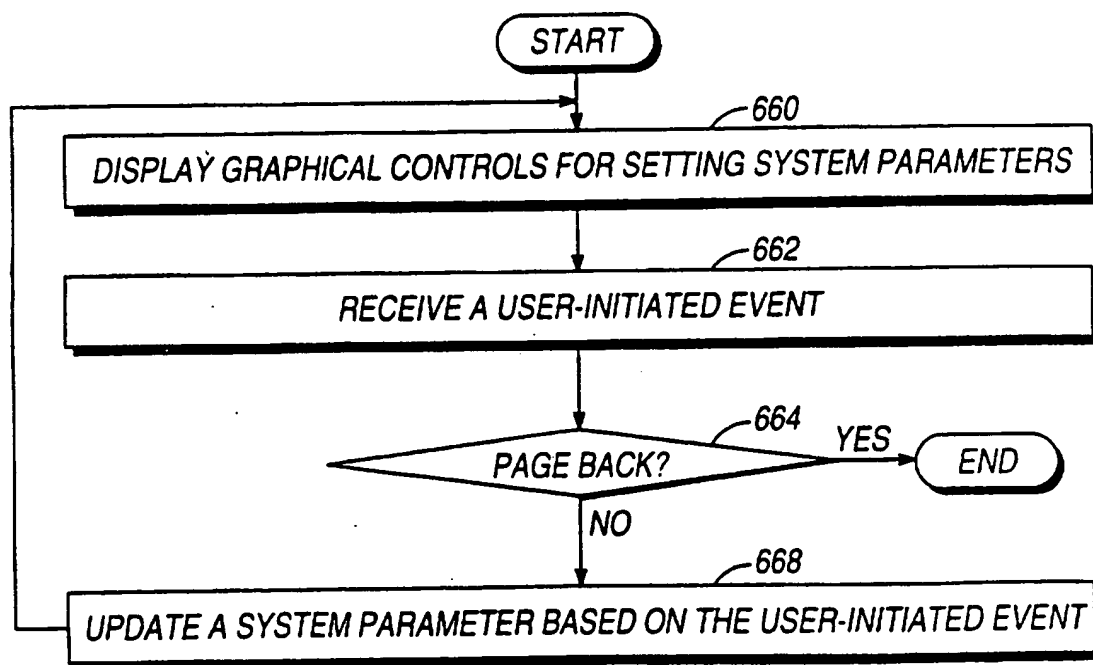 START
660
DISPLAY GRAPHICAL CONTROLS FOR SETTING SYSTEM PARAMETERS
662
RECEIVE A USER-INITIATED EVENT
664
PAGE BACK?
YES
END
NO
668
UPDATE A SYSTEM PARAMETER BASED ON THE USER-INITIATED EVENT